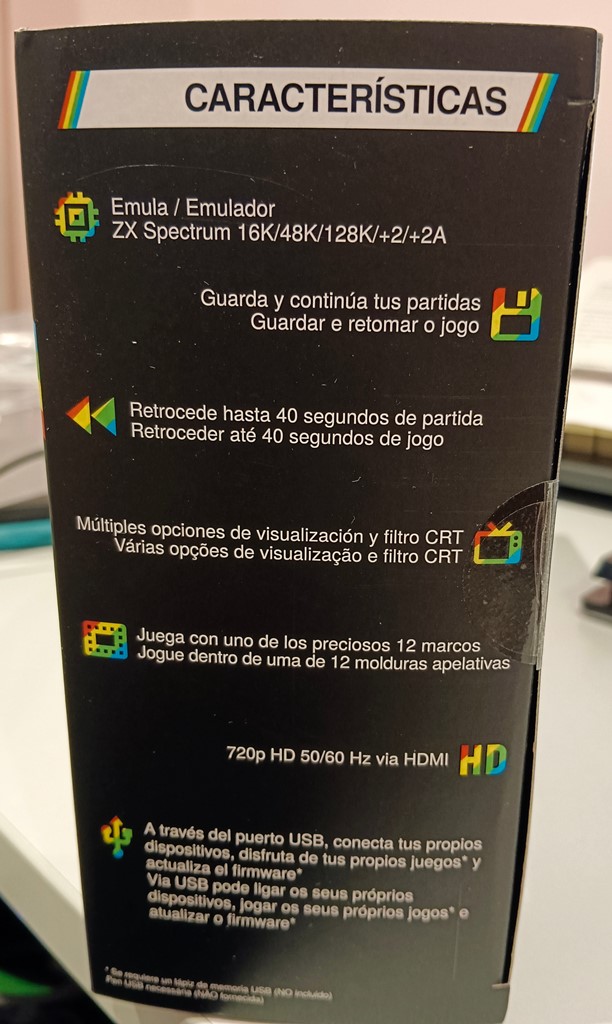 CARACTERÍSTICAS
Emula / Emulador
ZX Spectrum 16K/48K/128K/+2/+2A
Guarda y continúa tus partidas
Guardar e retomar o jogo
Retrocede hasta 40 segundos de partida
Retroceder até 40 segundos de jogo
Múltiples opciones de visualización y filtro CRT
Várias opções de visualização e filtro CRT
Juega con uno de los preciosos 12 marcos
Jogue dentro de uma de 12 molduras apelativas
720p HD 50/60 Hz via HDMI HD
A través del puerto USB, conecta tus propios
dispositivos, disfruta de tus propios juegos* y
actualiza el firmware*
Via USB pode ligar os seus próprios
dispositivos, jogar os seus próprios jogos* e
atualizar o firmware*
* Se requiere un lápiz de memoria USB (NO incluido)
Pen USB necessária (NÃO fornecida)